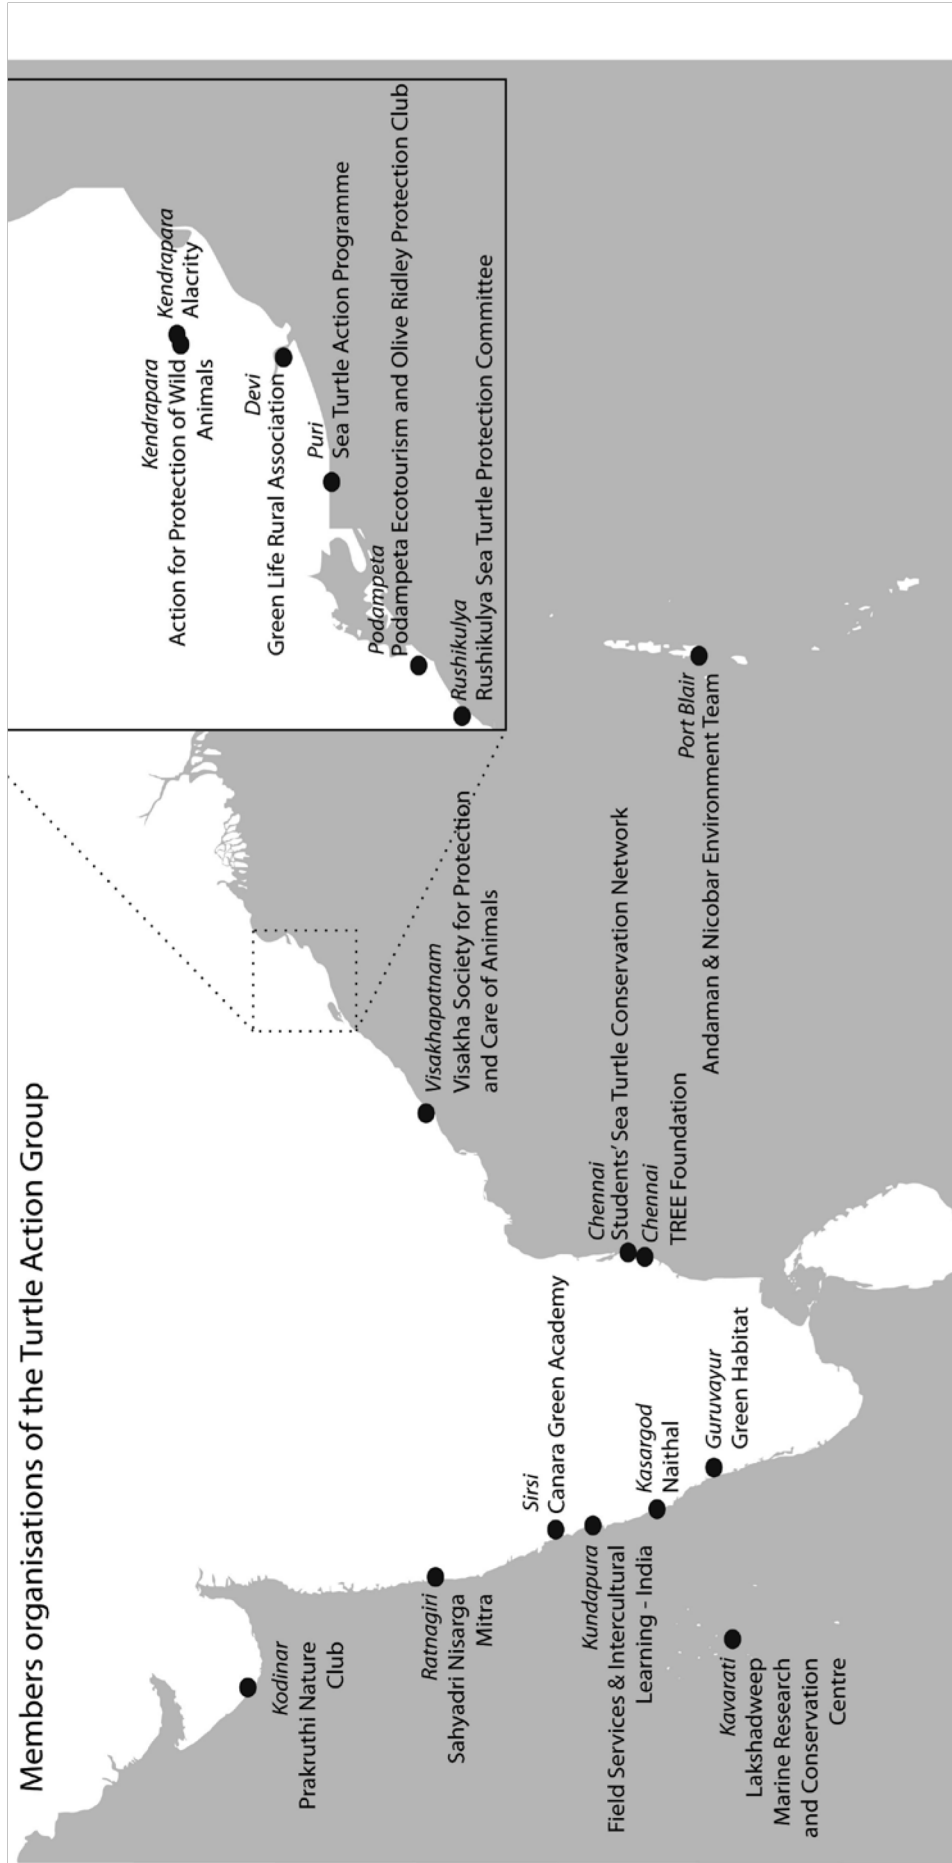 Members organisations of the Turtle Action Group
Kodinar
Prakruthi Nature
Club
Ratnagiri
Sahyadri Nisarga
Mitra
Sirsi
Canara Green Academy
Kundapura
Field Services & Intercultural
Learning - India
Kasargod
Naithal
Guruvayur
Green Habitat
Kavarati
Lakshadweep
Marine Research
and Conservation
Centre
Chennai
Students' Sea Turtle Conservation Network
Chennai
TREE Foundation
Visakhapatnam
Visakha Society for Protection
and Care of Animals
Port Blair
Andaman & Nicobar Environment Team
Kendrapara
Action for Protection of Wild
Animals
Kendrapara
Alacrity
Devi
Green Life Rural Association
Puri
Sea Turtle Action Programme
Podampeta
Podampeta Ecotourism and Olive Ridley Protection Club
Rushikulya
Rushikulya Sea Turtle Protection Committee